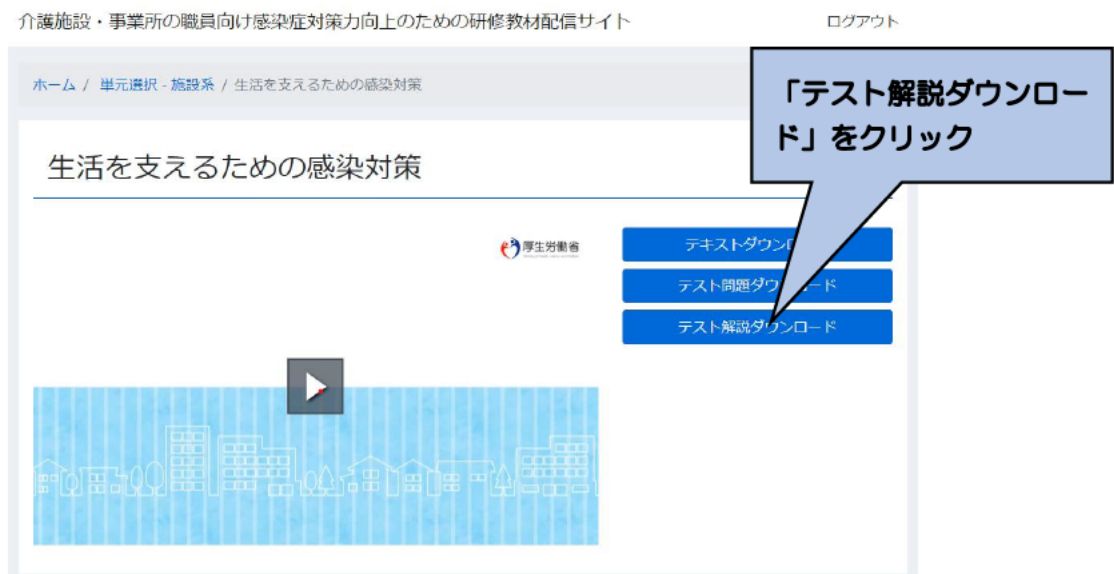 介護施設・事業所の職員向け感染症対策力向上のための研修教材配信サイト
ログアウト
ホーム / 単元選択 - 施設系 / 生活を支えるための感染対策
「テスト解説ダウンロー
ド」をクリック
生活を支えるための感染対策
厚生労働省
テキストダウンロ
テスト問題ダウンロード
テスト解説ダウンロード